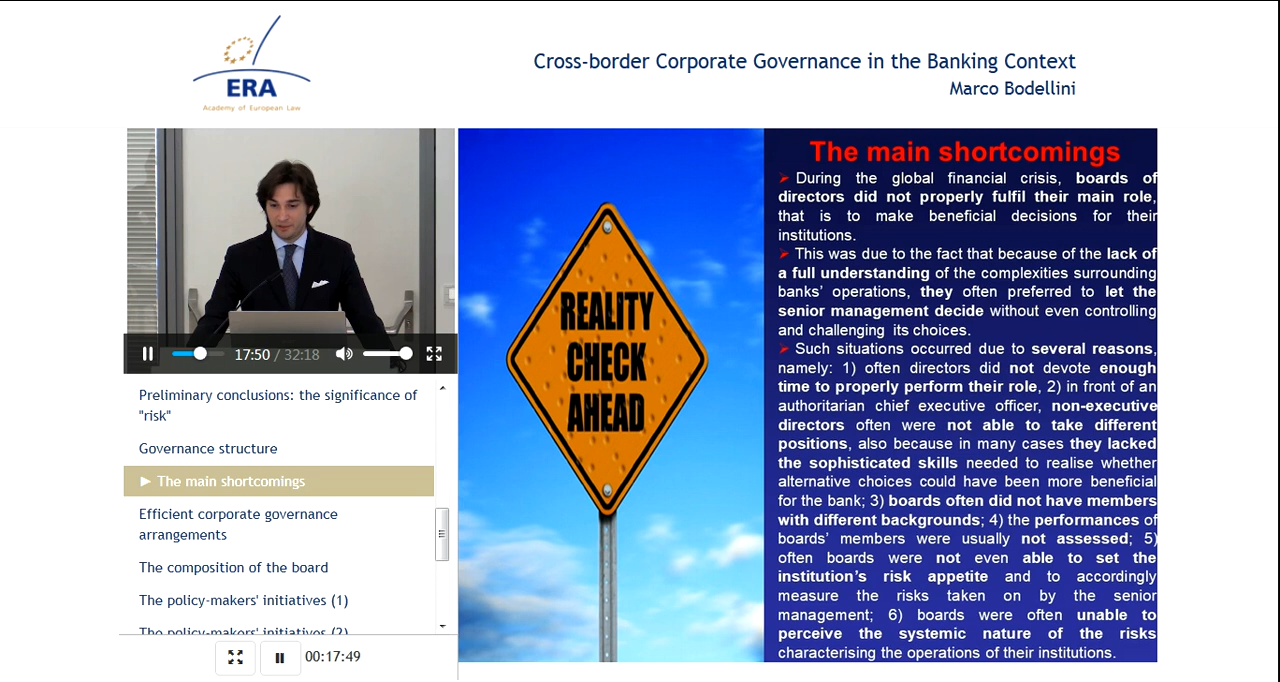 ERA
Academy of European Law
Cross-border Corporate Governance in the Banking Context
Marco Bodellini
17:50 / 32:18
Preliminary conclusions: the significance of
"risk"
Governance structure
► The main shortcomings
Efficient corporate governance
arrangements
The composition of the board
The policy-makers' initiatives (1)
The policy-makers' initiatives (2)
00:17:49
REALITY
CHECK
AHEAD
The main shortcomings
➢ During the global financial crisis, boards of
directors did not properly fulfil their main role,
that is to make beneficial decisions for their
institutions.
➢ This was due to the fact that because of the lack of
a full understanding of the complexities surrounding
banks' operations, they often preferred to let the
senior management decide without even controlling
and challenging its choices.
➢ Such situations occurred due to several reasons,
namely: 1) often directors did not devote enough
time to properly perform their role, 2) in front of an
authoritarian chief executive officer, non-executive
directors often were not able to take different
positions, also because in many cases they lacked
the sophisticated skills needed to realise whether
alternative choices could have been more beneficial
for the bank; 3) boards often did not have members
with different backgrounds; 4) the performances of
boards' members were usually not assessed; 5)
often boards were not even able to set the
institution's risk appetite and to accordingly
measure the risks taken on by the senior
management; 6) boards were often unable to
perceive the systemic nature of the risks
characterising the operations of their institutions.